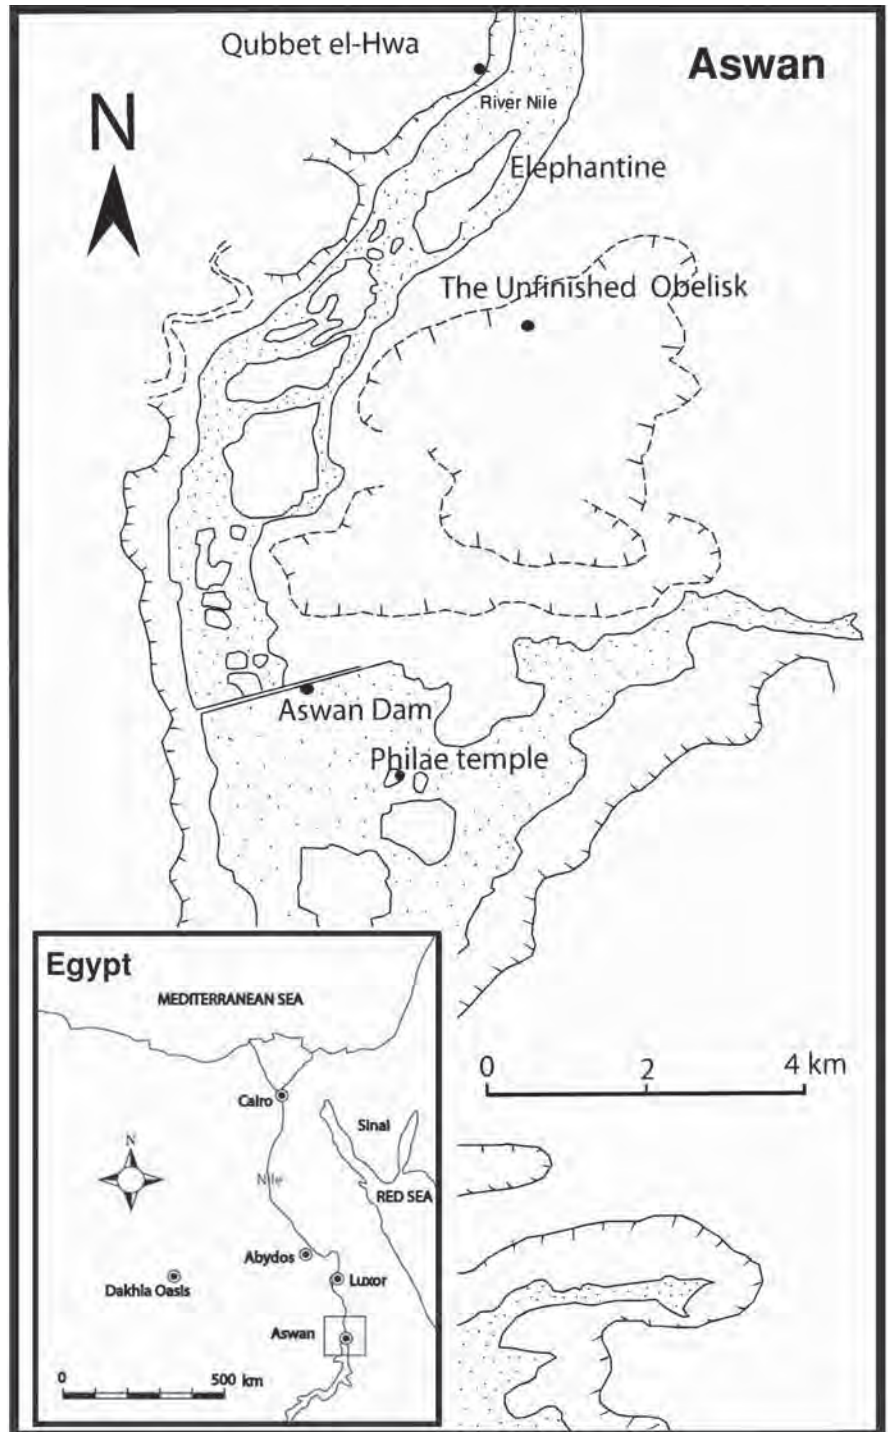 Qubbet el-Hwa
Aswan
N
River Nile
Elephantine
The Unfinished Obelisk
Aswan Dam
Philae temple
Egypt
MEDITERRANEAN SEA
Cairo
Sinai
N
Nile
RED SEA
Abydos
Luxor
Dakhla Oasis
Aswan
0 500 km
0 2 4 km